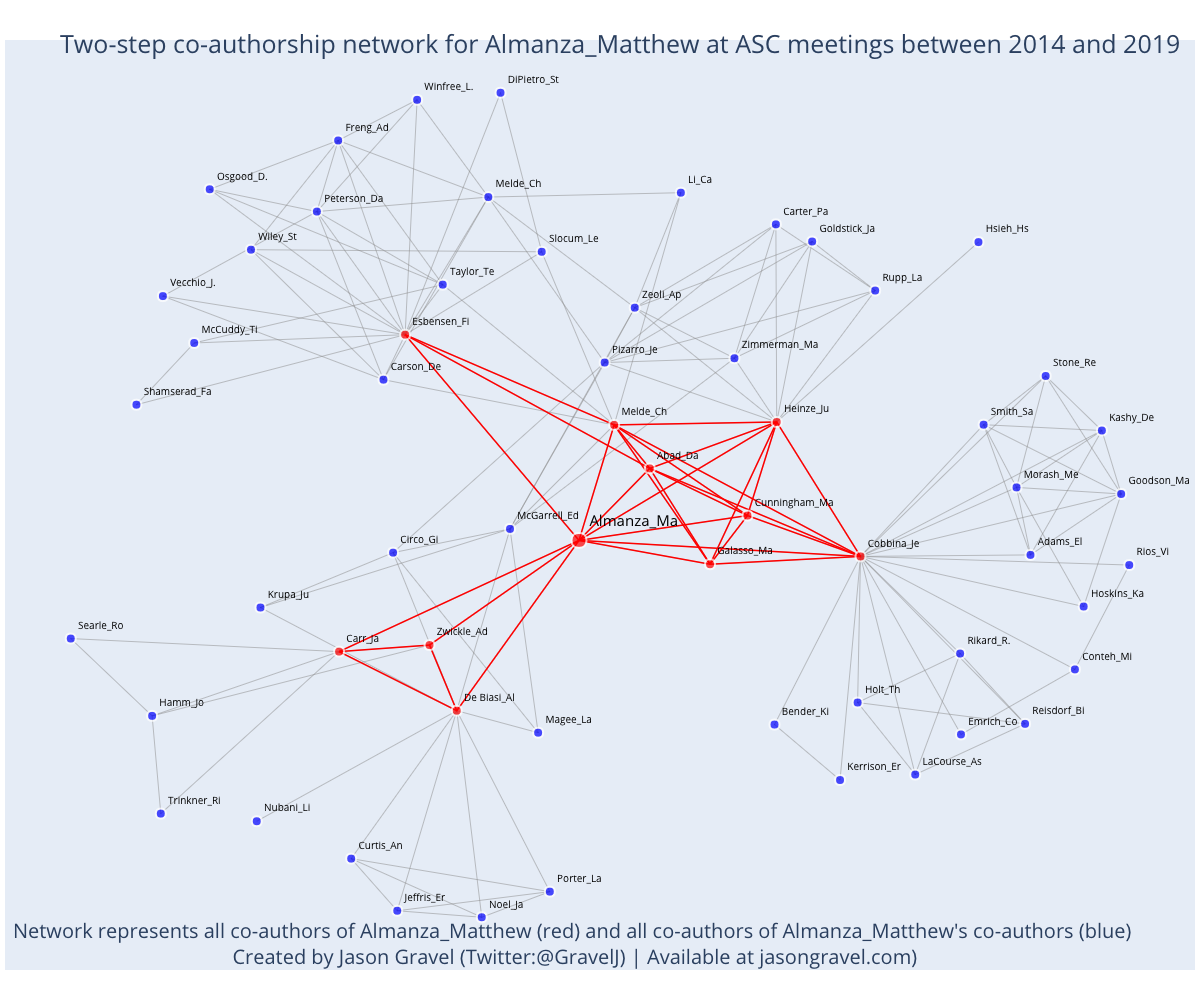 Two-step co-authorship network for Almanza_Matthew at ASC meetings between 2014 and 2019
DiPietro_St
Winfree_L.
Freng_Ad
Osgood_D.
Melde_Ch
Li_Ca
Peterson_Da
Carter_Pa
Goldstick_Ja
Hsieh_Hs
Wiley_St
Slocum_Le
Taylor_Te
Rupp_La
Vecchio_J.
Zeoli_Ap
Esbensen_Fi
McCuddy_Ti
Pizarro_Je
Zimmerman_Ma
Carson_De
Stone_Re
Shamserad_Fa
Melde_Ch
Heinze_Ju
Smith_Sa
Kashy_De
Abad_Da
Morash_Me
Goodson_Ma
Cunningham_Ma
McGarrell_Ed
Almanza_Ma
Circo_Gi
Cobbina_Je
Adams_El
Galasso_Ma
Rios_Vi
Krupa_Ju
Hoskins_Ka
Searle_Ro
Carr_Ja
Zwickle_Ad
Rikard_R.
Conteh_Mi
Hamm_Jo
De Biasi_Al
Holt_Th
Magee_La
Bender_Ki
Emrich_Co
Reisdorf_Bi
Kerrison_Er
LaCourse_As
Trinkner_Ri
Nubani_Li
Curtis_An
Porter_La
Jeffris_Er
Noel_Ja
Network represents all co-authors of Almanza_Matthew (red) and all co-authors of Almanza_Matthew's co-authors (blue)
Created by Jason Gravel (Twitter:@GravelJ) | Available at jasongravel.com)